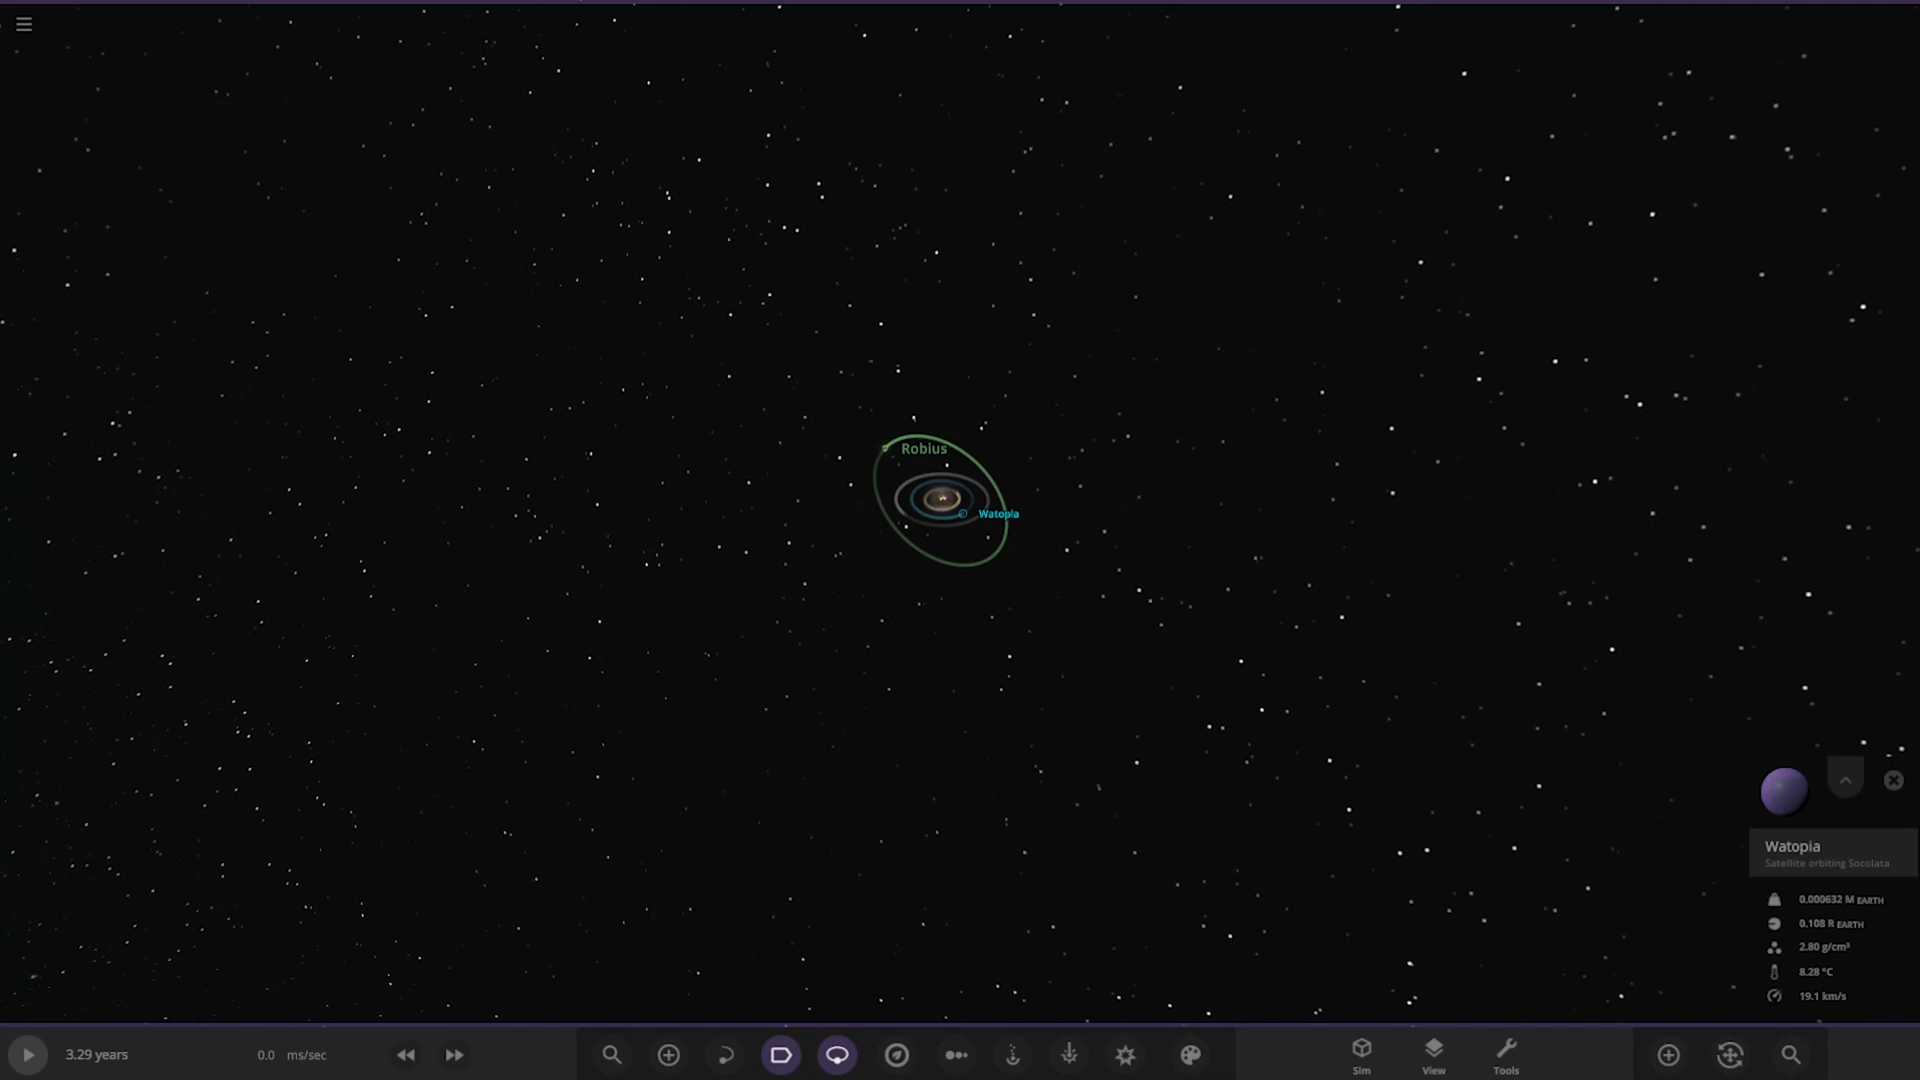 Robius
Watopia
Watopia
Satellite orbiting Socolata
0.000632 M EARTH
0.108 R EARTH
2.80 g/cm³
8.28 °C
19.1 km/s
3.29 years
0.0 ms/sec
Sim
View
Tools